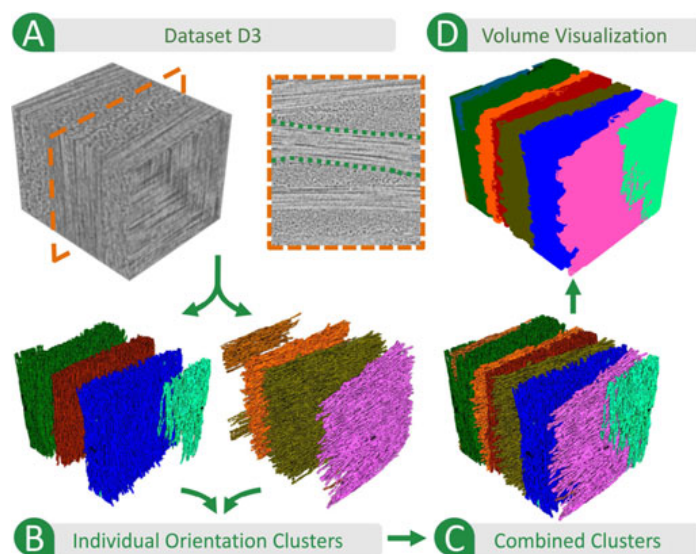 A Dataset D3
D Volume Visualization
B Individual Orientation Clusters
C Combined Clusters